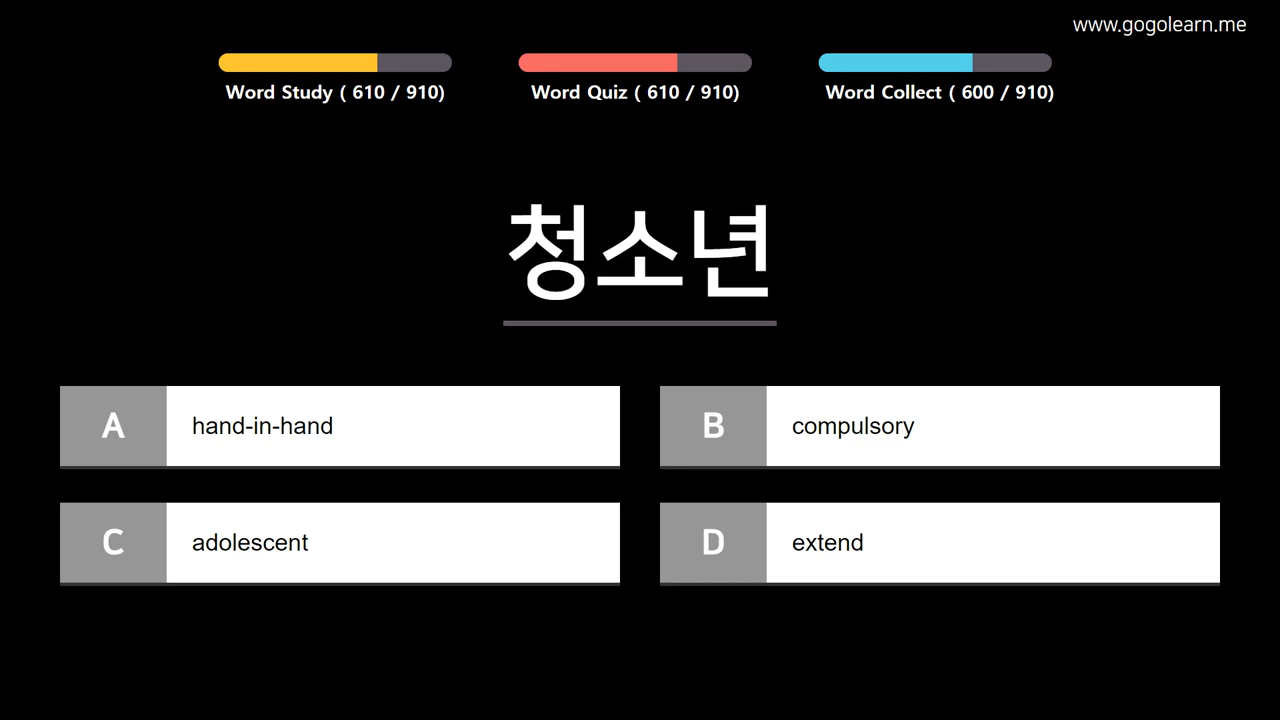 www.gogolearn.me
Word Study ( 610 / 910)
Word Quiz ( 610 / 910)
Word Collect ( 600 / 910)
청소년
A hand-in-hand
B compulsory
C adolescent
D extend